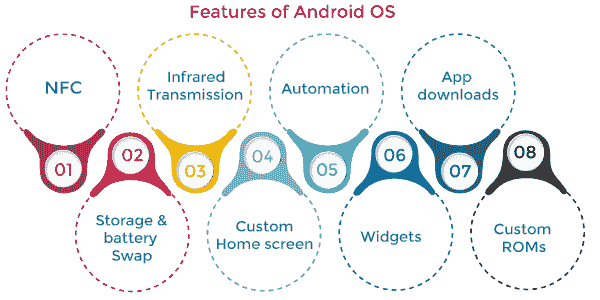 Features of Android OS
NFC
01
02
Storage &
battery
Swap
Infrared
Transmission
03
04
Custom
Home screen
Automation
05
06
Widgets
App
downloads
07
08
Custom
ROMs